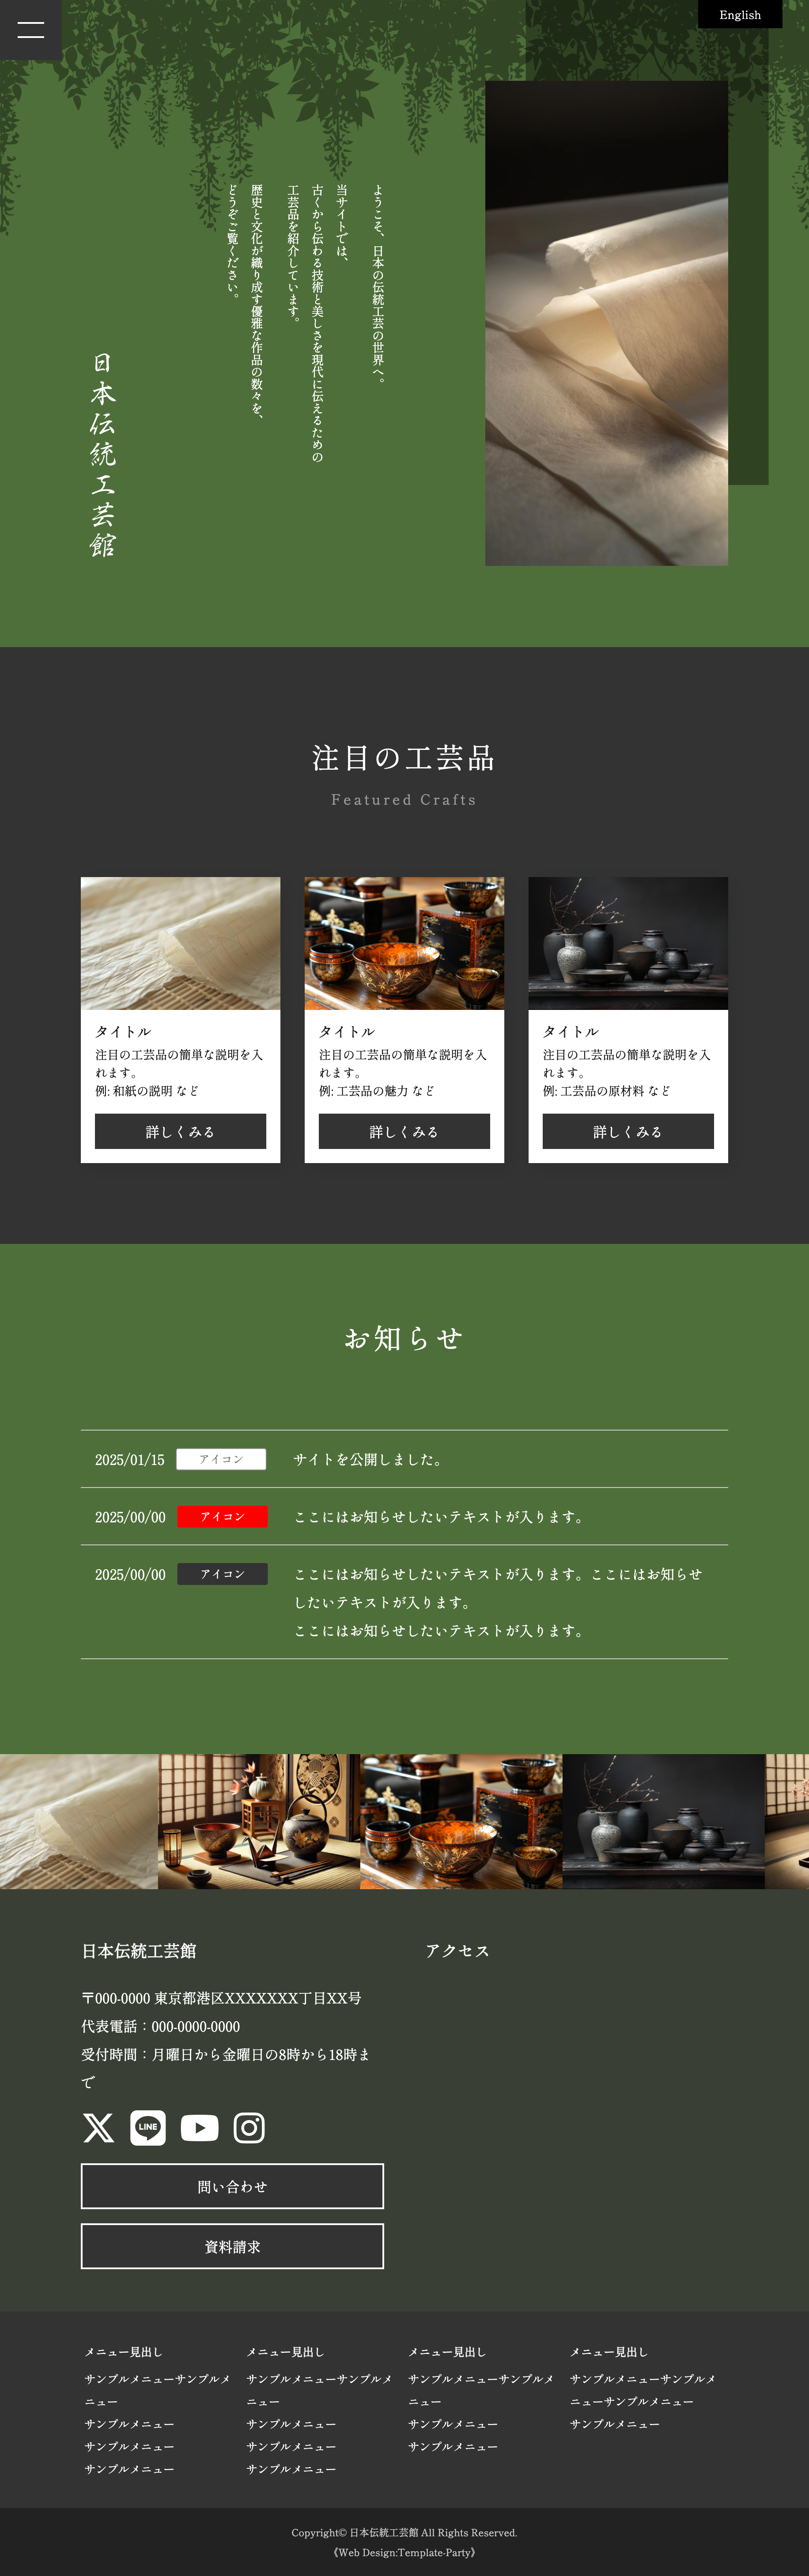 English
ようこそ、日本の伝統工芸の世界へ。
当サイトでは、
古くから伝わる技術と美しさを現代に伝えるための
工芸品を紹介しています。
歴史と文化が織り成す優雅な作品の数々を、
どうぞご覧ください。
日本伝統工芸館
注目の工芸品
Featured Crafts
タイトル
注目の工芸品の簡単な説明を入
れます。
例: 和紙の説明 など
詳しくみる
タイトル
注目の工芸品の簡単な説明を入
れます。
例: 工芸品の魅力 など
詳しくみる
タイトル
注目の工芸品の簡単な説明を入
れます。
例: 工芸品の原材料 など
詳しくみる
お知らせ
2025/01/15 アイコン サイトを公開しました。
2025/00/00 アイコン ここにはお知らせしたいテキストが入ります。
2025/00/00 アイコン ここにはお知らせしたいテキストが入ります。ここにはお知らせ
したいテキストが入ります。
ここにはお知らせしたいテキストが入ります。
日本伝統工芸館
〒000-0000 東京都港区XXXXXXX丁目XX号
代表電話：000-0000-0000
受付時間：月曜日から金曜日の8時から18時ま
で
LINE
問い合わせ
資料請求
アクセス
メニュー見出し
サンプルメニューサンプルメ
ニュー
サンプルメニュー
サンプルメニュー
サンプルメニュー
メニュー見出し
サンプルメニューサンプルメ
ニュー
サンプルメニュー
サンプルメニュー
サンプルメニュー
メニュー見出し
サンプルメニューサンプルメ
ニュー
サンプルメニュー
サンプルメニュー
メニュー見出し
サンプルメニューサンプルメ
ニューサンプルメニュー
サンプルメニュー
Copyright© 日本伝統工芸館 All Rights Reserved.
《Web Design:Template-Party》